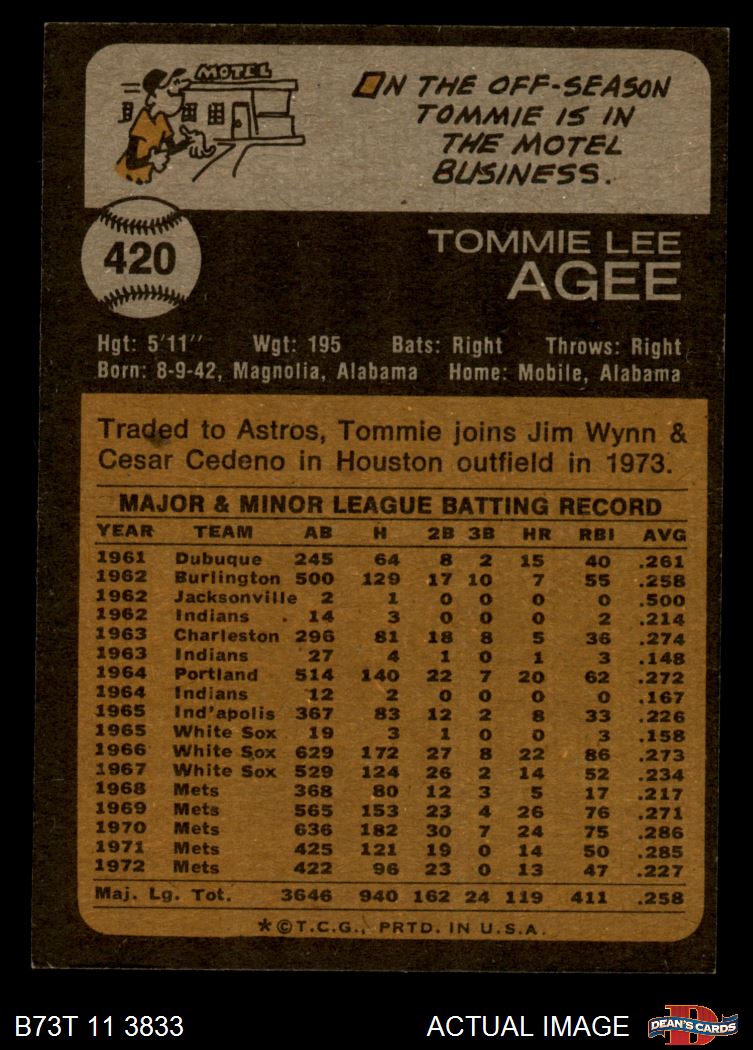 MOTEL
ON THE OFF-SEASON
TOMMIE IS IN
THE MOTEL
BUSINESS.
420
TOMMIE LEE
AGEE
Hgt: 5'11" Wgt: 195 Bats: Right Throws: Right
Born: 8-9-42, Magnolia, Alabama Home: Mobile, Alabama
Traded to Astros, Tommie joins Jim Wynn &
Cesar Cedeno in Houston outfield in 1973.
MAJOR & MINOR LEAGUE BATTING RECORD
YEAR TEAM AB H 2B 3B HR RBI AVG
1961 Dubuque 245 64 8 2 15 40 .261
1962 Burlington 500 129 17 10 7 55 .258
1962 Jacksonville 2 1 0 0 0 0 .500
1962 Indians 14 3 0 0 0 2 .214
1963 Charleston 296 81 18 8 5 36 .274
1963 Indians 27 4 1 0 1 3 .148
1964 Portland 514 140 22 7 20 62 .272
1964 Indians 12 2 0 0 0 0 .167
1965 Ind'apolis 367 83 12 2 8 33 .226
1965 White Sox 19 3 1 0 0 3 .158
1966 White Sox 629 172 27 8 22 86 .273
1967 White Sox 529 124 26 2 14 52 .234
1968 Mets 368 80 12 3 5 17 .217
1969 Mets 565 153 23 4 26 76 .271
1970 Mets 636 182 30 7 24 75 .286
1971 Mets 425 121 19 0 14 50 .285
1972 Mets 422 96 23 0 13 47 .227
Maj. Lg. Tot. 3646 940 162 24 119 411 .258
*©T.C.G., PRTD. IN U.S.A.
B73T 11 3833 ACTUAL IMAGE DEAN'S CARDS